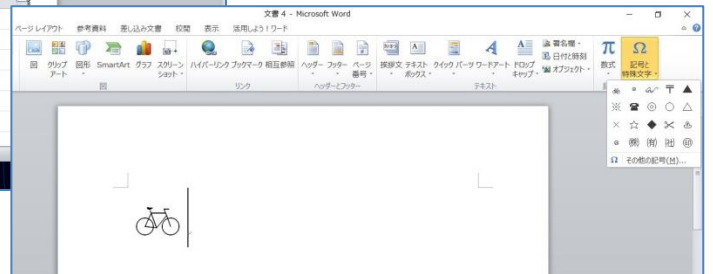 文書 4 - Microsoft Word
ページ レイアウト 参考資料 差し込み文書 校閲 表示 活用しよう！ワード
図 クリップアート 図形 SmartArt グラフ スクリーンショット ハイパーリンク ブックマーク 相互参照 ヘッダー フッター ページ番号 挨拶文 テキストボックス クイック パーツ ワードアート ドロップキャップ 署名欄 日付と時刻 オブジェクト 数式 記号と特殊文字
図 リンク ヘッダーとフッター テキスト
※ ☎ ◎ ○ △
× ☆ ◆ ✂
㈱ ㈲
Ω その他の記号(M)...